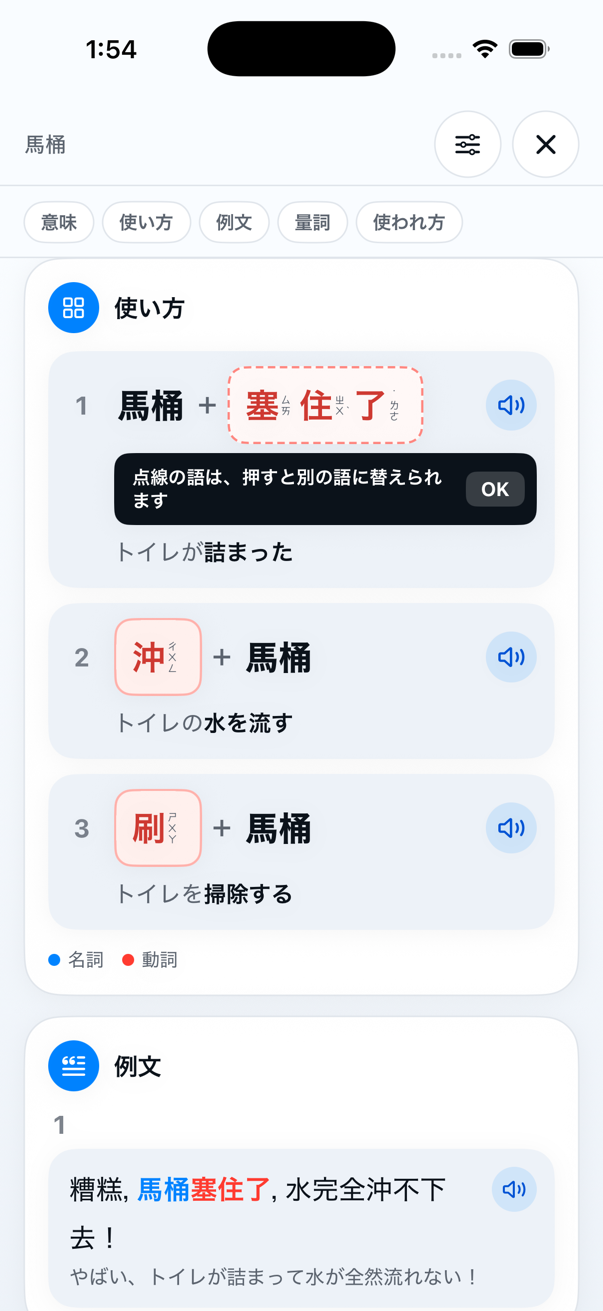 1:54
馬桶
意味
使い方
例文
量詞
使われ方
使い方
1 馬桶 + 塞ㄙㄞ住ㄓㄨˋ了˙ㄌㄜ
点線の語は、押すと別の語に替えられ
ます
OK
トイレが詰まった
2 沖ㄔㄨㄥ + 馬桶
トイレの水を流す
3 刷ㄕㄨㄚ + 馬桶
トイレを掃除する
名詞 動詞
例文
1
糟糕, 馬桶塞住了, 水完全沖不下
去！
やばい、トイレが詰まって水が全然流れない！